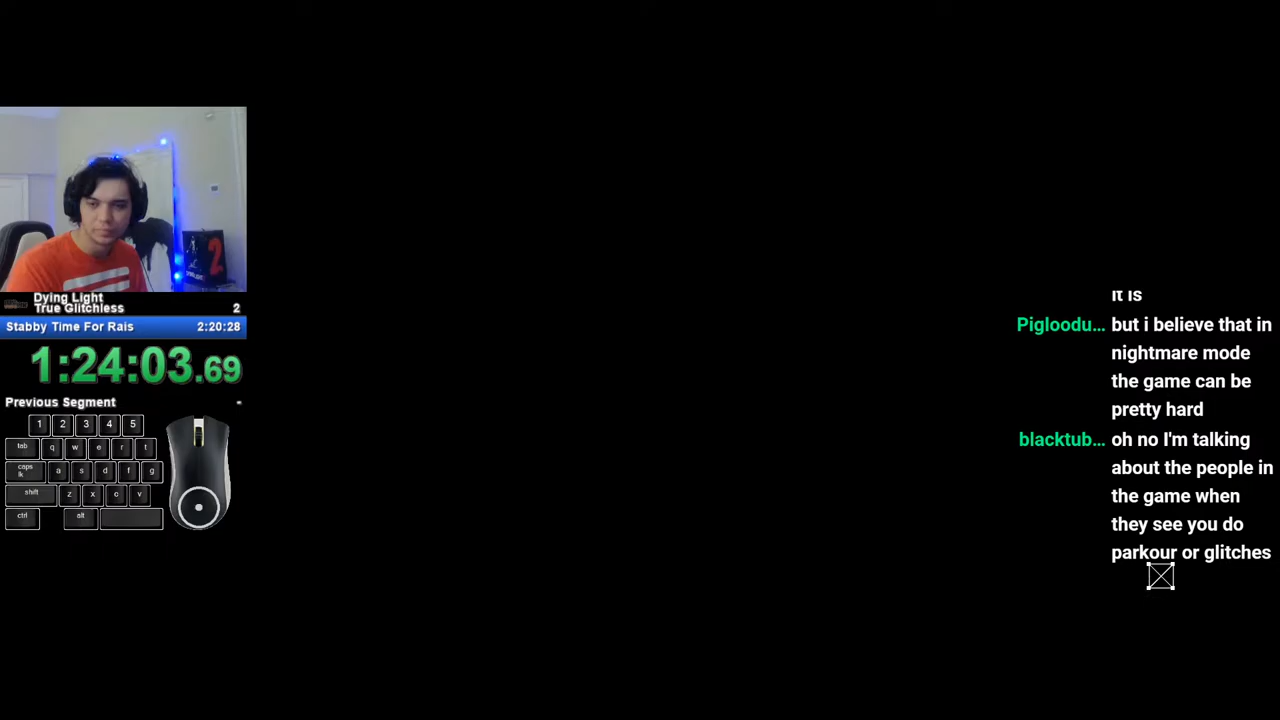 Dying Light
True Glitchless 2
Stabby Time For Rais 2:20:28
1:24:03.69
Previous Segment -
1 2 3 4 5
tab q w e r t
caps lk a s d f g
shift z x c v
ctrl alt
it is
Pigloodu… but i believe that in
nightmare mode
the game can be
pretty hard
blacktub… oh no I'm talking
about the people in
the game when
they see you do
parkour or glitches
2